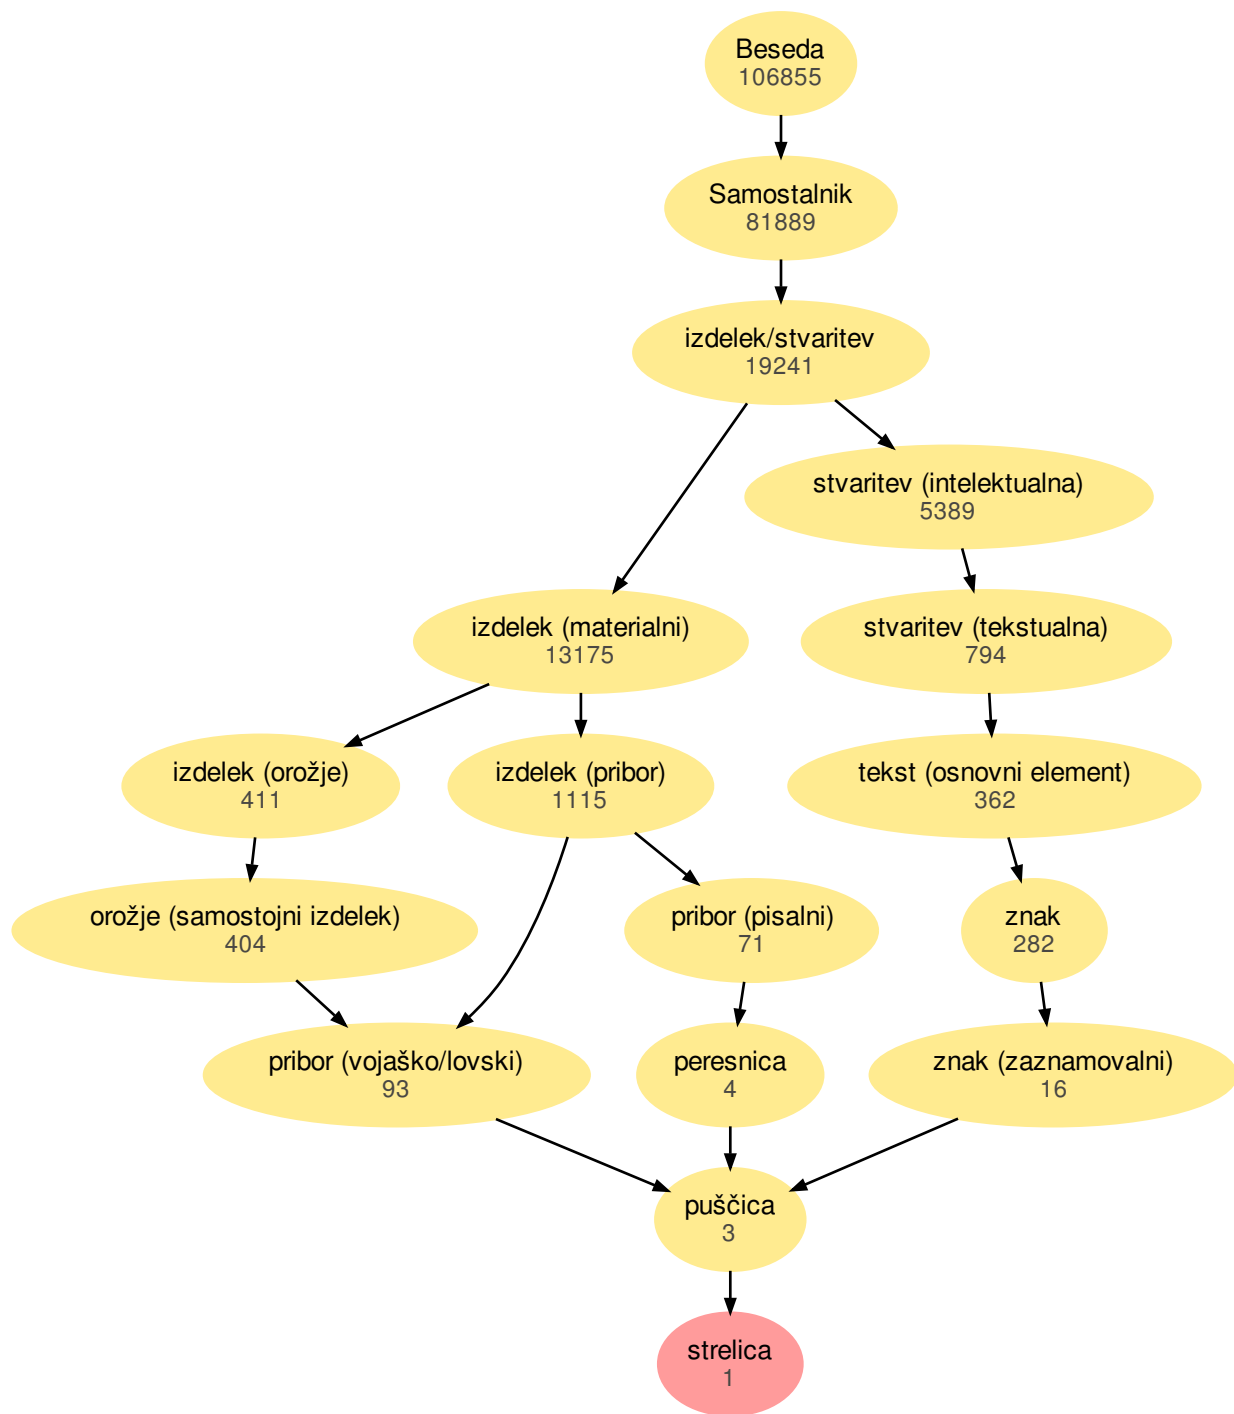 Beseda
106855
Samostalnik
81889
izdelek/stvaritev
19241
stvaritev (intelektualna)
5389
izdelek (materialni)
13175
stvaritev (tekstualna)
794
izdelek (orožje)
411
izdelek (pribor)
1115
tekst (osnovni element)
362
orožje (samostojni izdelek)
404
pribor (pisalni)
71
znak
282
pribor (vojaško/lovski)
93
peresnica
4
znak (zaznamovalni)
16
puščica
3
strelica
1